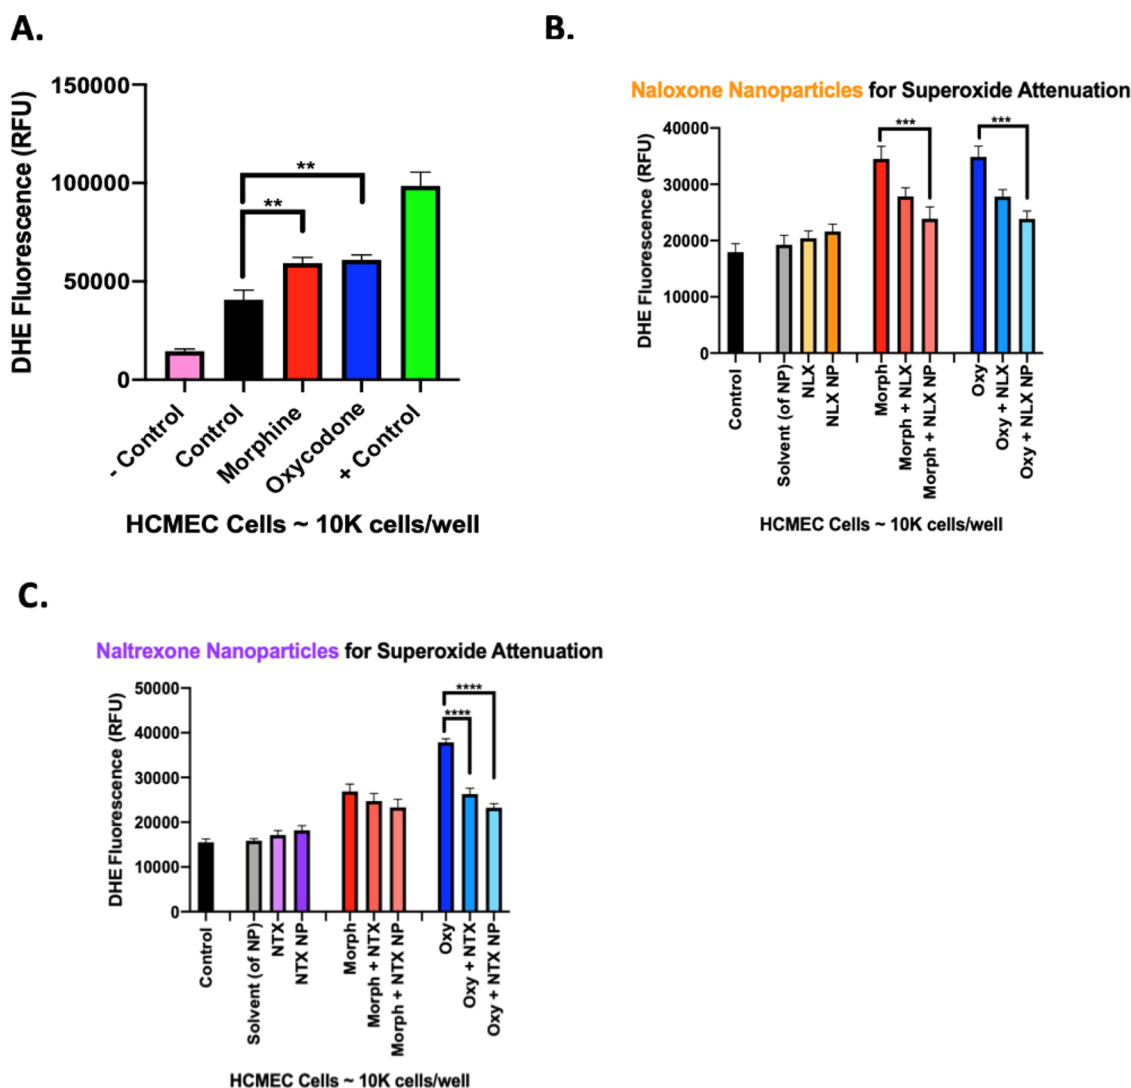 A.
DHE Fluorescence (RFU)
150000
100000
50000
0
**
**
- Control
Control
Morphine
Oxycodone
+ Control
HCMEC Cells ~ 10K cells/well
B.
Naloxone Nanoparticles for Superoxide Attenuation
DHE Fluorescence (RFU)
40000
30000
20000
10000
0
***
***
Control
Solvent (of NP)
NLX
NLX NP
Morph
Morph + NLX
Morph + NLX NP
Oxy
Oxy + NLX
Oxy + NLX NP
HCMEC Cells ~ 10K cells/well
C.
Naltrexone Nanoparticles for Superoxide Attenuation
DHE Fluorescence (RFU)
50000
40000
30000
20000
10000
0
****
****
Control
Solvent (of NP)
NTX
NTX NP
Morph
Morph + NTX
Morph + NTX NP
Oxy
Oxy + NTX
Oxy + NTX NP
HCMEC Cells ~ 10K cells/well